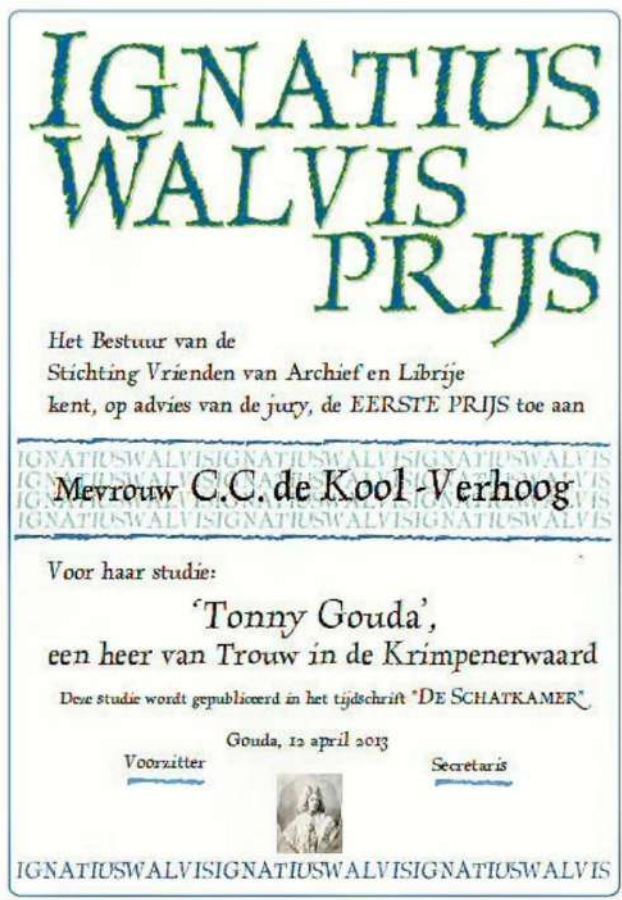 IGNATIUS
WALVIS
PRIJS
Het Bestuur van de
Stichting Vrienden van Archief en Librije
kent, op advies van de jury, de EERSTE PRIJS toe aan
IGNATIUSWALVISIGNATIUSWALVISIGNATIUSWALVIS
Mevrouw C.C. de Kool-Verhoog
IGNATIUSWALVISIGNATIUSWALVISIGNATIUSWALVIS
Voor haar studie:
‘Tonny Gouda’,
een heer van Trouw in de Krimpenerwaard
Deze studie wordt gepubliceerd in het tijdschrift "DE SCHATKAMER".
Gouda, 12 april 2013
Voorzitter Secretaris
IGNATIUSWALVISIGNATIUSWALVISIGNATIUSWALVIS